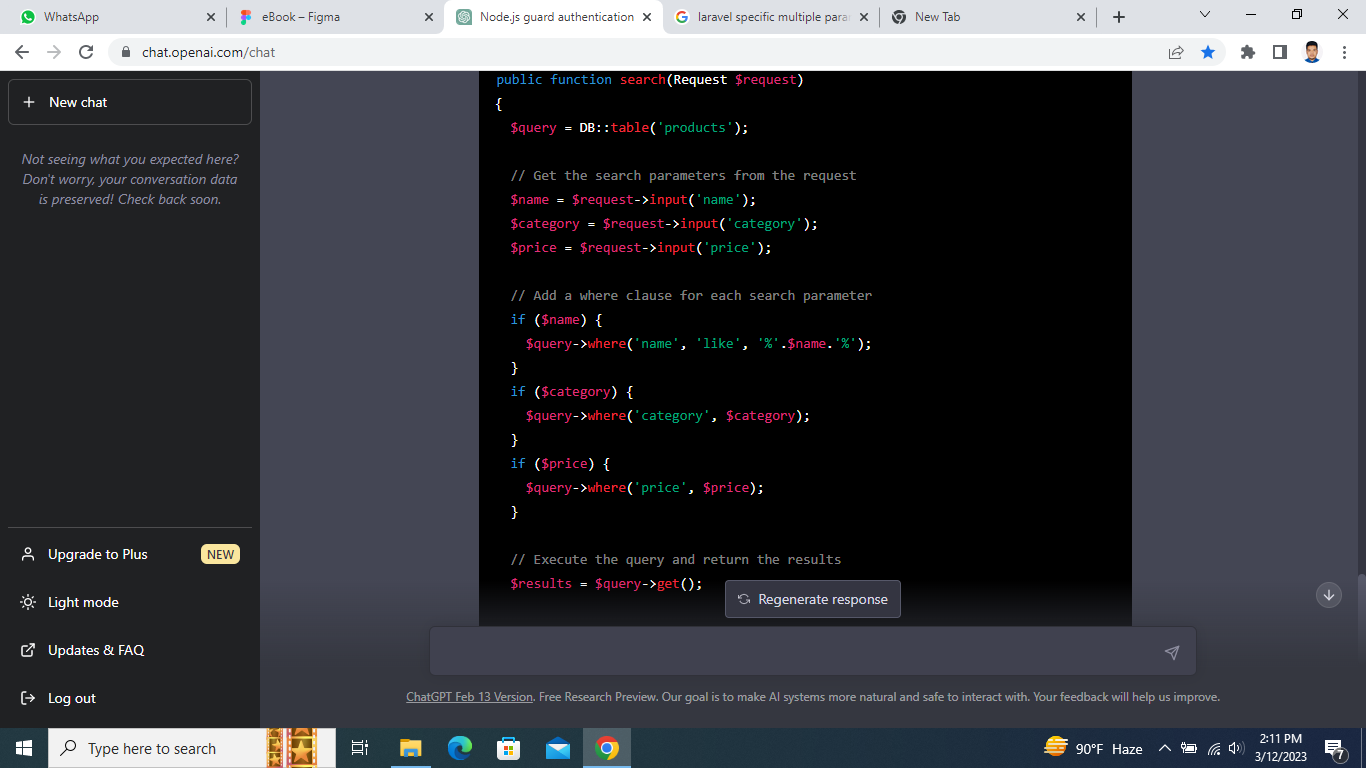 WhatsApp
eBook – Figma
Node.js guard authentication
laravel specific multiple para
New Tab
chat.openai.com/chat
New chat
Not seeing what you expected here?
Don't worry, your conversation data
is preserved! Check back soon.
public function search(Request $request)
{
$query = DB::table('products');
// Get the search parameters from the request
$name = $request->input('name');
$category = $request->input('category');
$price = $request->input('price');
// Add a where clause for each search parameter
if ($name) {
$query->where('name', 'like', '%'.$name.'%');
}
if ($category) {
$query->where('category', $category);
}
if ($price) {
$query->where('price', $price);
}
// Execute the query and return the results
$results = $query->get();
Regenerate response
Upgrade to Plus
NEW
Light mode
Updates & FAQ
Log out
ChatGPT Feb 13 Version. Free Research Preview. Our goal is to make AI systems more natural and safe to interact with. Your feedback will help us improve.
Type here to search
90°F Haze
2:11 PM
3/12/2023
7